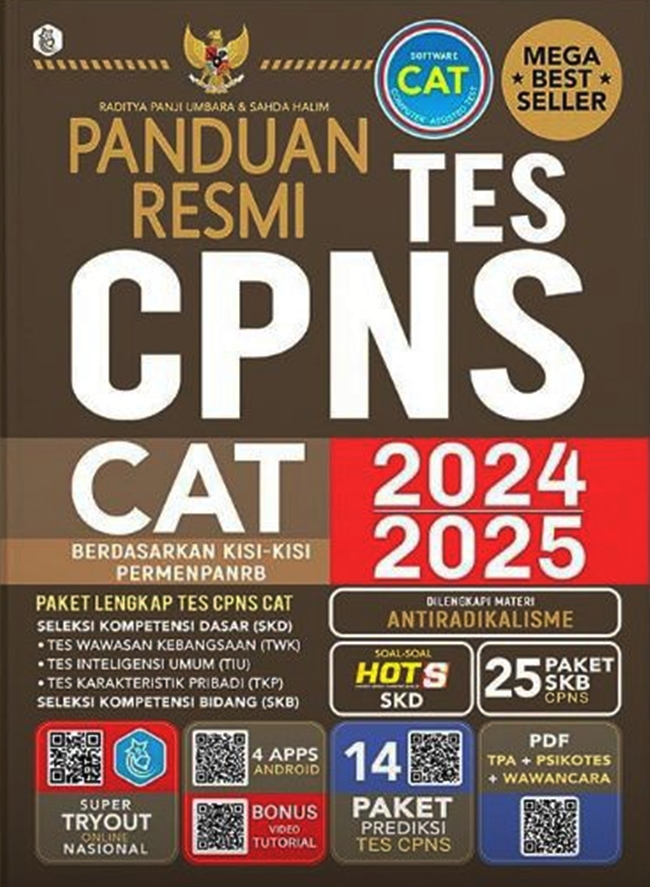 SOFTWARE
CAT
COMPUTER ASSISTED TEST
MEGA
BEST
SELLER
RADITYA PANJI UMBARA & SAHDA HALIM
PANDUAN
RESMI
TES
CPNS
CAT
BERDASARKAN KISI-KISI
PERMENPANRB
2024
2025
PAKET LENGKAP TES CPNS CAT
SELEKSI KOMPETENSI DASAR (SKD)
• TES WAWASAN KEBANGSAAN (TWK)
• TES INTELIGENSI UMUM (TIU)
• TES KARAKTERISTIK PRIBADI (TKP)
SELEKSI KOMPETENSI BIDANG (SKB)
DILENGKAPI MATERI
ANTIRADIKALISME
SOAL-SOAL
HOTS
SKD
25 PAKET
SKB
CPNS
SUPER
TRYOUT
ONLINE
NASIONAL
4 APPS
ANDROID
BONUS
VIDEO
TUTORIAL
14
PAKET
PREDIKSI
TES CPNS
PDF
TPA + PSIKOTES
+ WAWANCARA